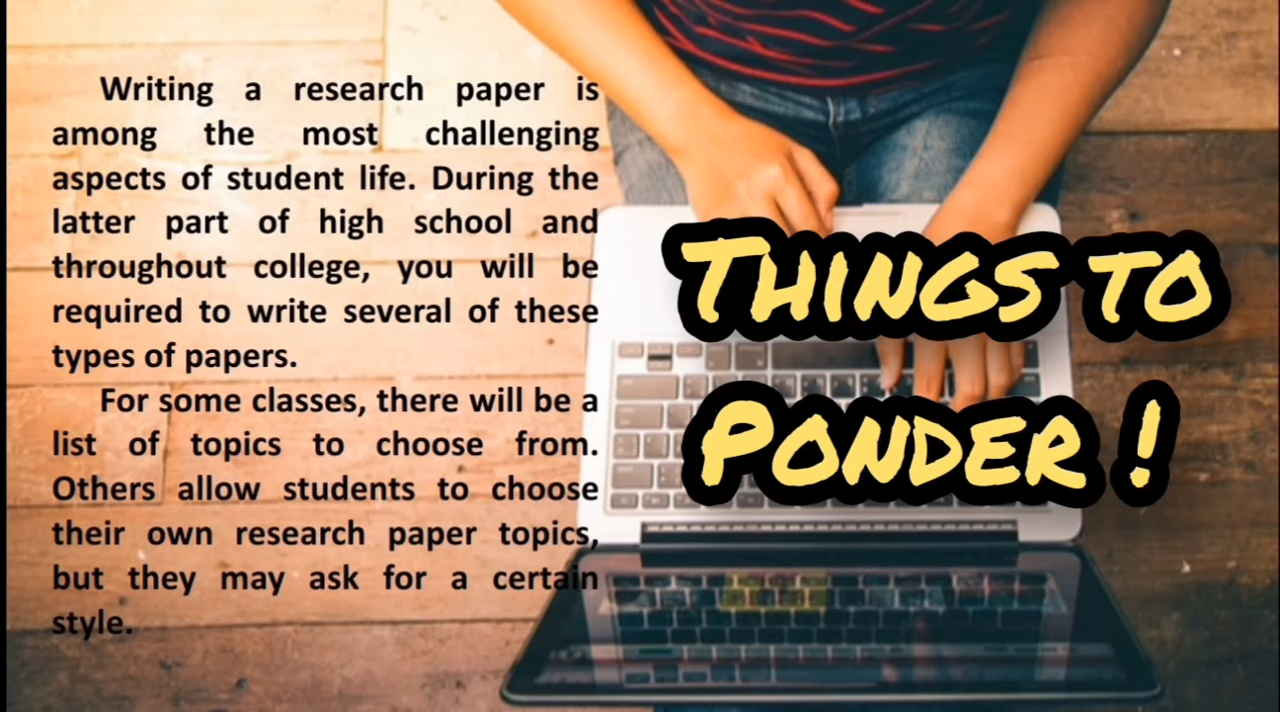 Writing a research paper is
among the most challenging
aspects of student life. During the
latter part of high school and
throughout college, you will be
required to write several of these
types of papers.
For some classes, there will be a
list of topics to choose from.
Others allow students to choose
their own research paper topics,
but they may ask for a certain
style.
THINGS TO
PONDER !